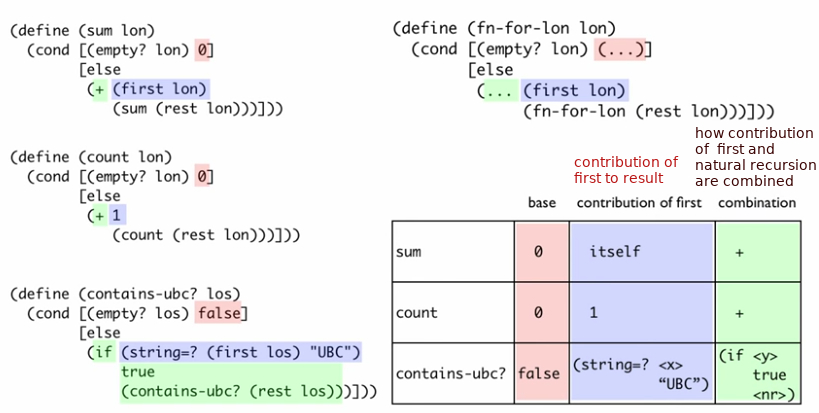 (define (sum lon)
(cond [(empty? lon) 0]
[else
(+ (first lon)
(sum (rest lon)))]))
(define (count lon)
(cond [(empty? lon) 0]
[else
(+ 1
(count (rest lon)))]))
(define (contains-ubc? los)
(cond [(empty? los) false]
[else
(if (string=? (first los) "UBC")
true
(contains-ubc? (rest los)))]))
(define (fn-for-lon lon)
(cond [(empty? lon) (...)]
[else
(... (first lon)
(fn-for-lon (rest lon)))]))
contribution of
first to result
how contribution
of first and
natural recursion
are combined
base contribution of first combination
sum 0 itself +
count 0 1 +
contains-ubc? false (string=? <x> “UBC”) (if <y> true <nr>)